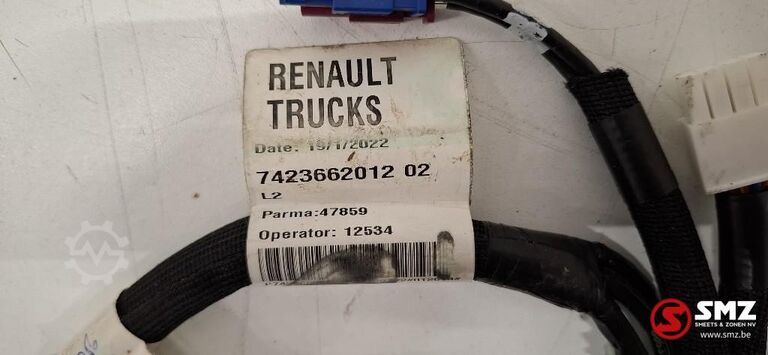 RENAULT
TRUCKS
Date: 19/1/2022
7423662012 02
L2
Parma:47859
Operator: 12534
SMZ
SHEETS & ZONEN NV
www.smz.be